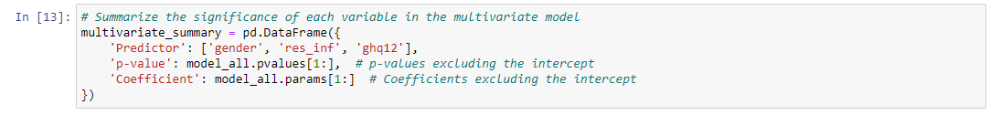 In [13]: # Summarize the significance of each variable in the multivariate model
multivariate_summary = pd.DataFrame({
    'Predictor': ['gender', 'res_inf', 'ghq12'],
    'p-value': model_all.pvalues[1:],  # p-values excluding the intercept
    'Coefficient': model_all.params[1:]  # Coefficients excluding the intercept
})